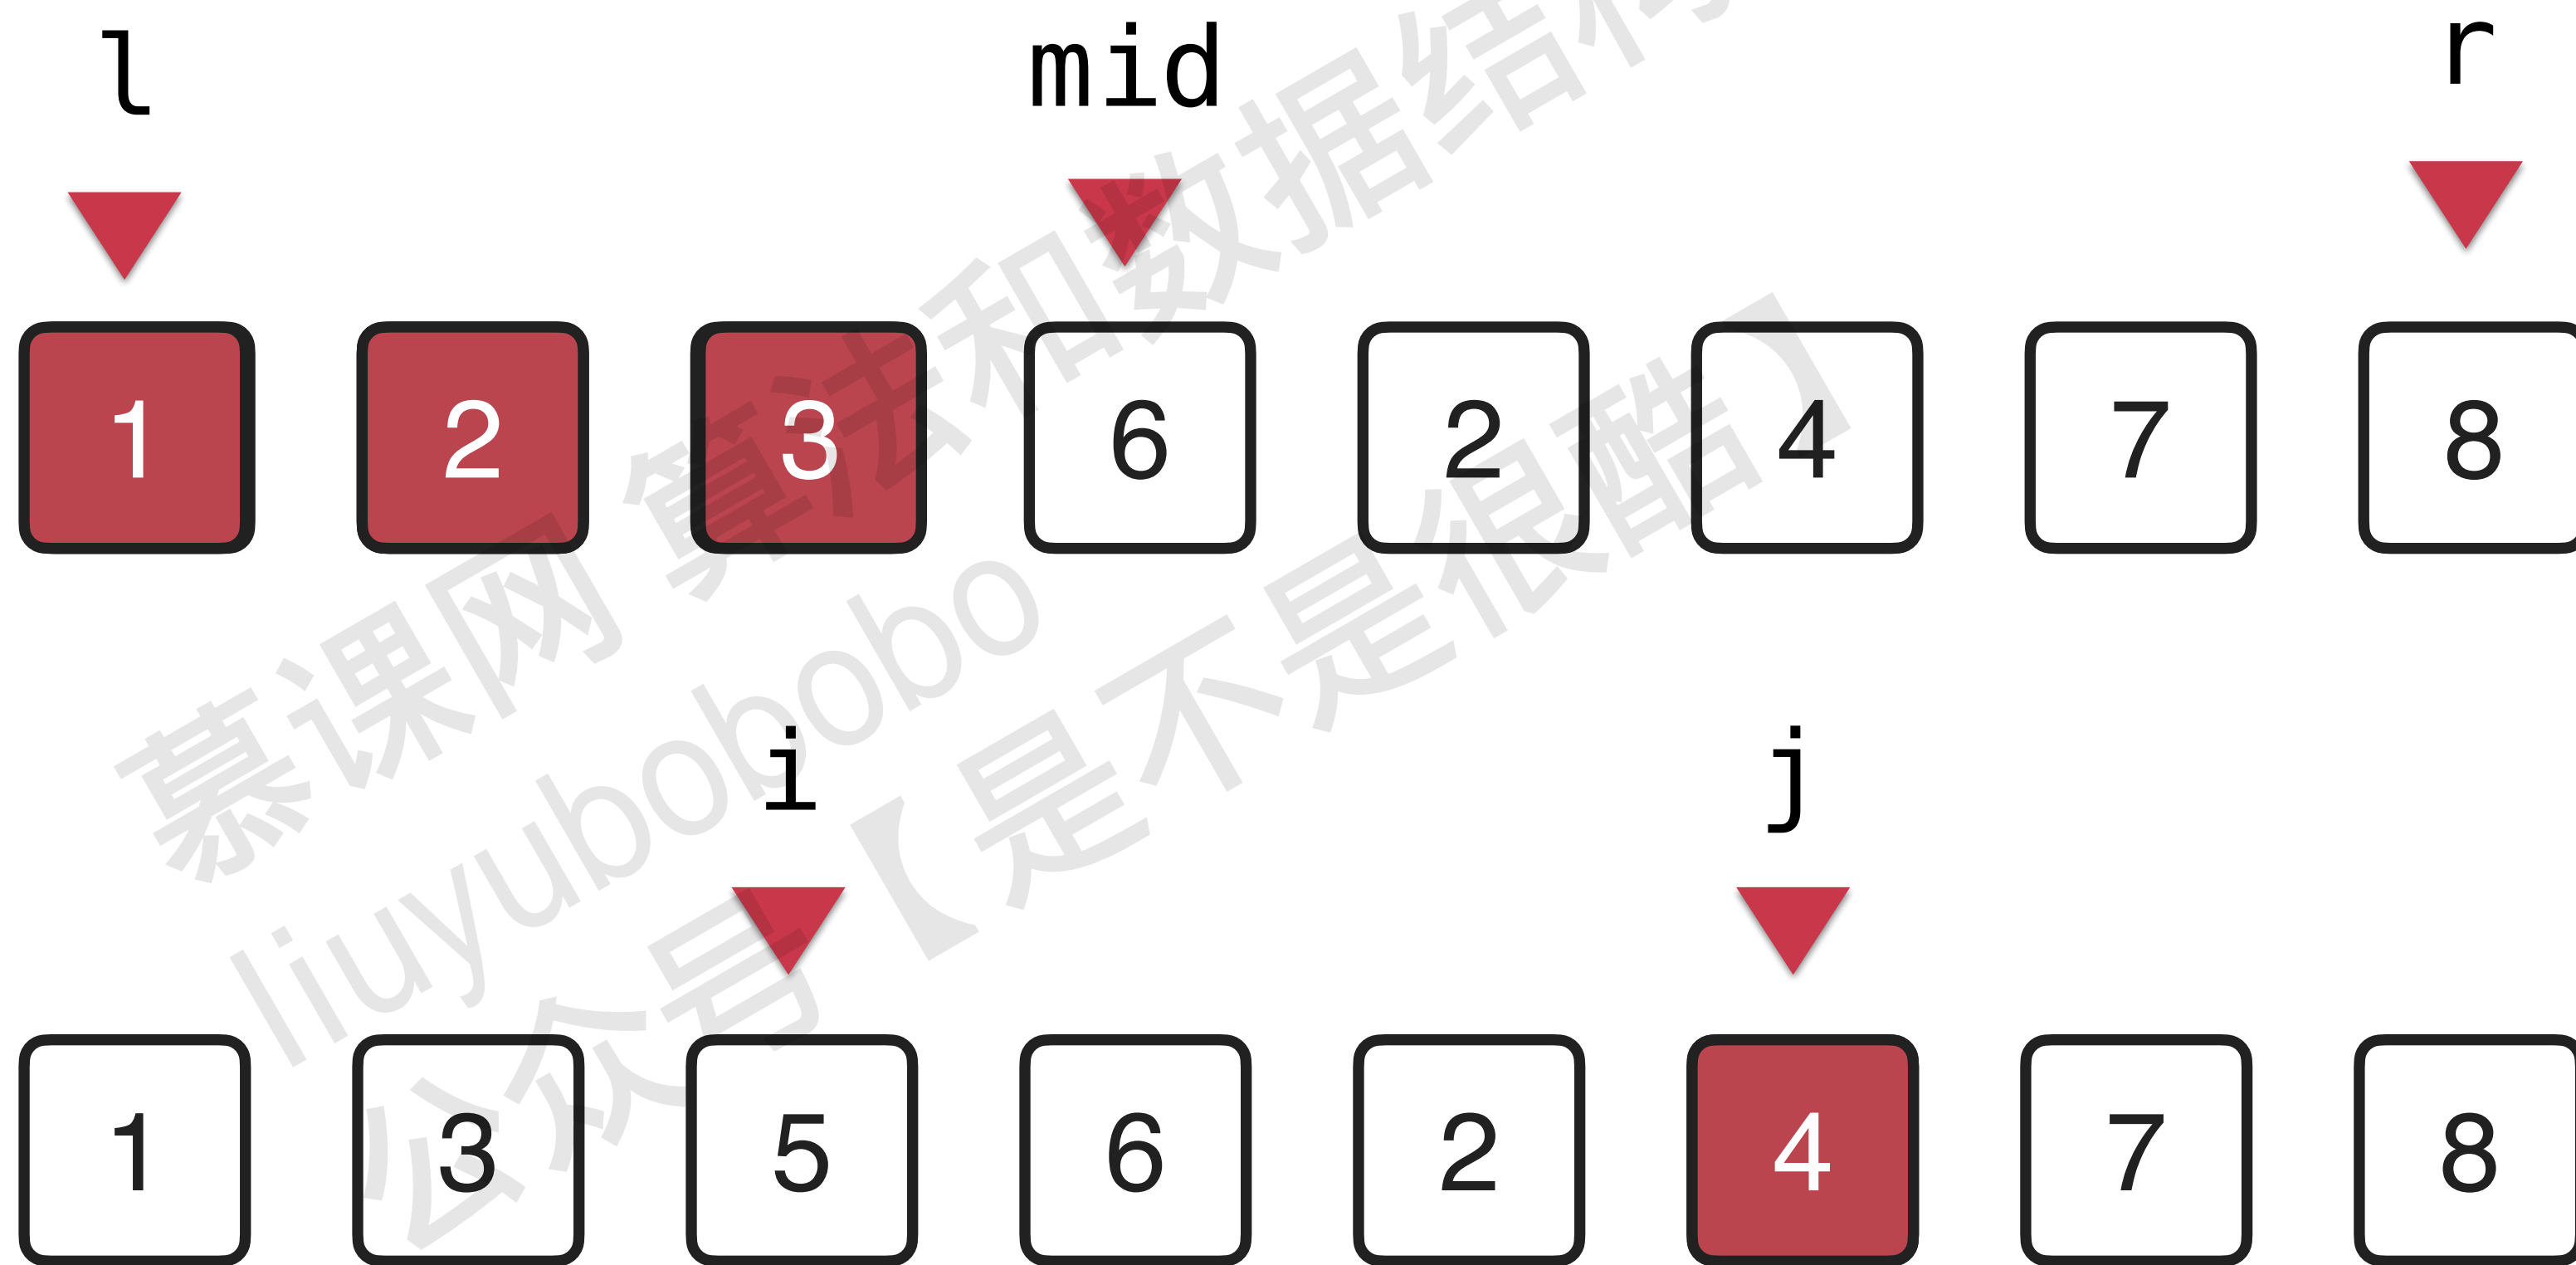 l mid r
1 2 3 6 2 4 7 8
i j
1 3 5 6 2 4 7 8
慕课网 算法和数据结构
liuyubobobo
公众号【是不是很酷】